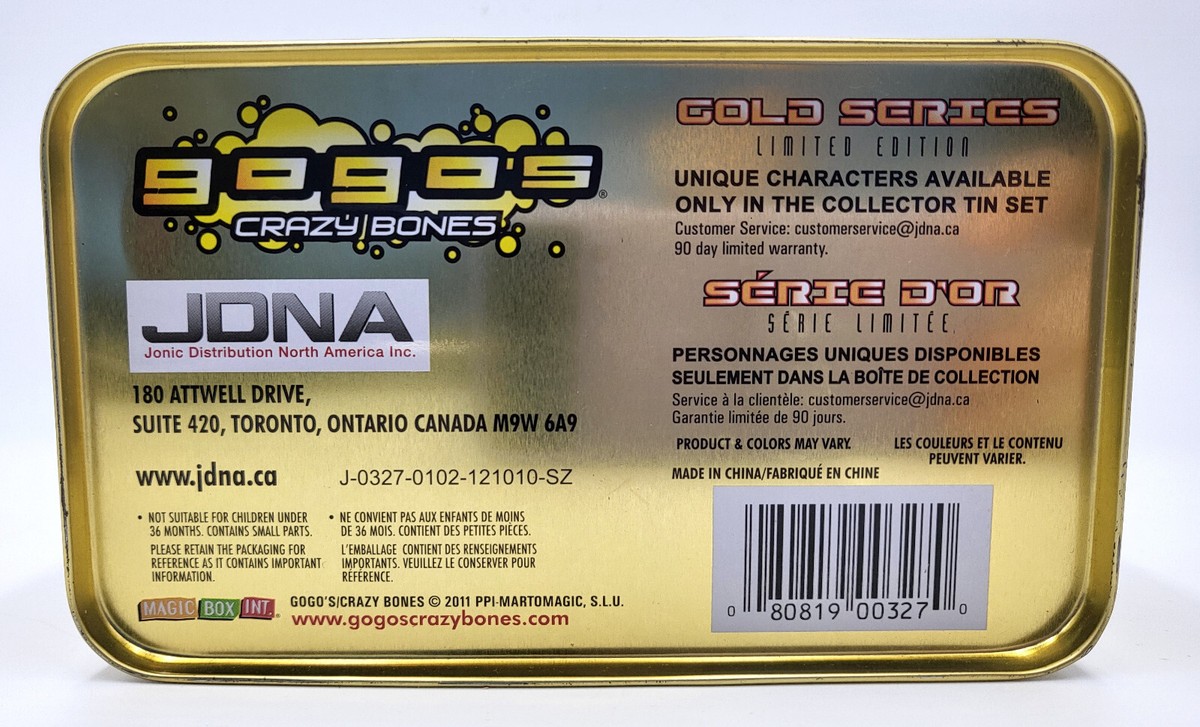 gogo's®
CRAZY BONES
JDNA
Jonic Distribution North America Inc.
180 ATTWELL DRIVE,
SUITE 420, TORONTO, ONTARIO CANADA M9W 6A9
www.jdna.ca
J-0327-0102-121010-SZ
• NOT SUITABLE FOR CHILDREN UNDER
36 MONTHS. CONTAINS SMALL PARTS.
PLEASE RETAIN THE PACKAGING FOR
REFERENCE AS IT CONTAINS IMPORTANT
INFORMATION.
• NE CONVIENT PAS AUX ENFANTS DE MOINS
DE 36 MOIS. CONTIENT DES PETITES PIÈCES.
L'EMBALLAGE CONTIENT DES RENSEIGNEMENTS
IMPORTANTS. VEUILLEZ LE CONSERVER POUR
RÉFÉRENCE.
MAGIC BOX INT.
GOGO'S/CRAZY BONES © 2011 PPI-MARTOMAGIC, S.L.U.
www.gogoscrazybones.com
GOLD SERIES
LIMITED EDITION
UNIQUE CHARACTERS AVAILABLE
ONLY IN THE COLLECTOR TIN SET
Customer Service: customerservice@jdna.ca
90 day limited warranty.
SÉRIE D'OR
SÉRIE LIMITÉE
PERSONNAGES UNIQUES DISPONIBLES
SEULEMENT DANS LA BOÎTE DE COLLECTION
Service à la clientèle: customerservice@jdna.ca
Garantie limitée de 90 jours.
PRODUCT & COLORS MAY VARY.
LES COULEURS ET LE CONTENU
PEUVENT VARIER.
MADE IN CHINA/FABRIQUÉ EN CHINE
0 80819 00327 0